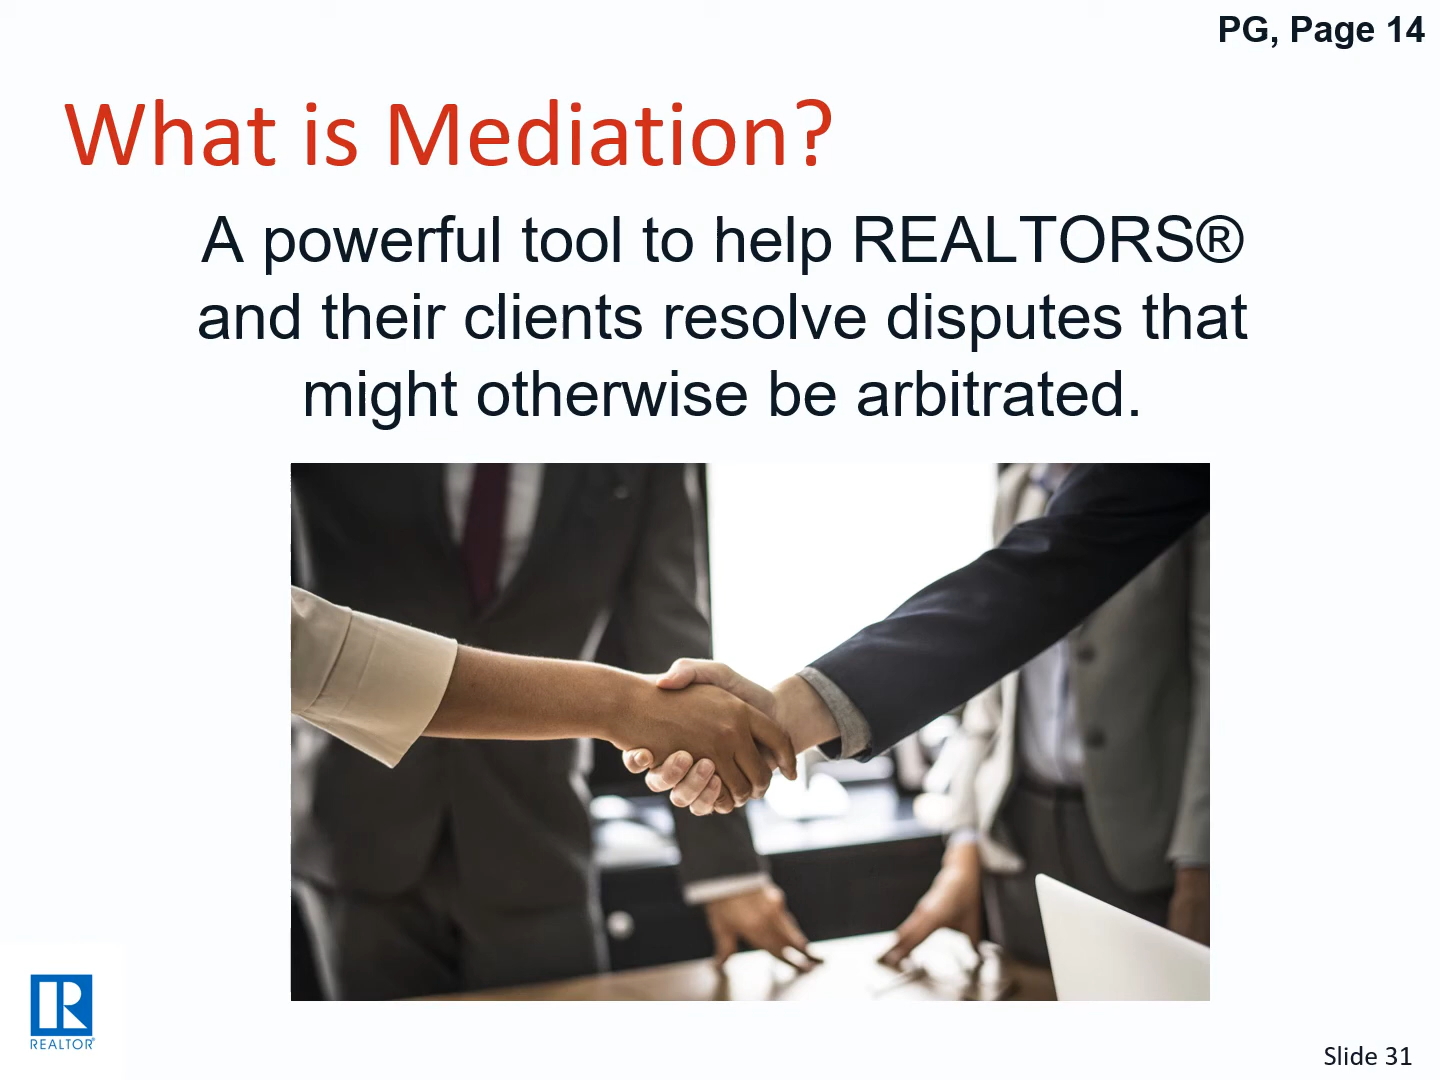 PG, Page 14
What is Mediation?
A powerful tool to help REALTORS®
and their clients resolve disputes that
might otherwise be arbitrated.
R
REALTOR®
Slide 31